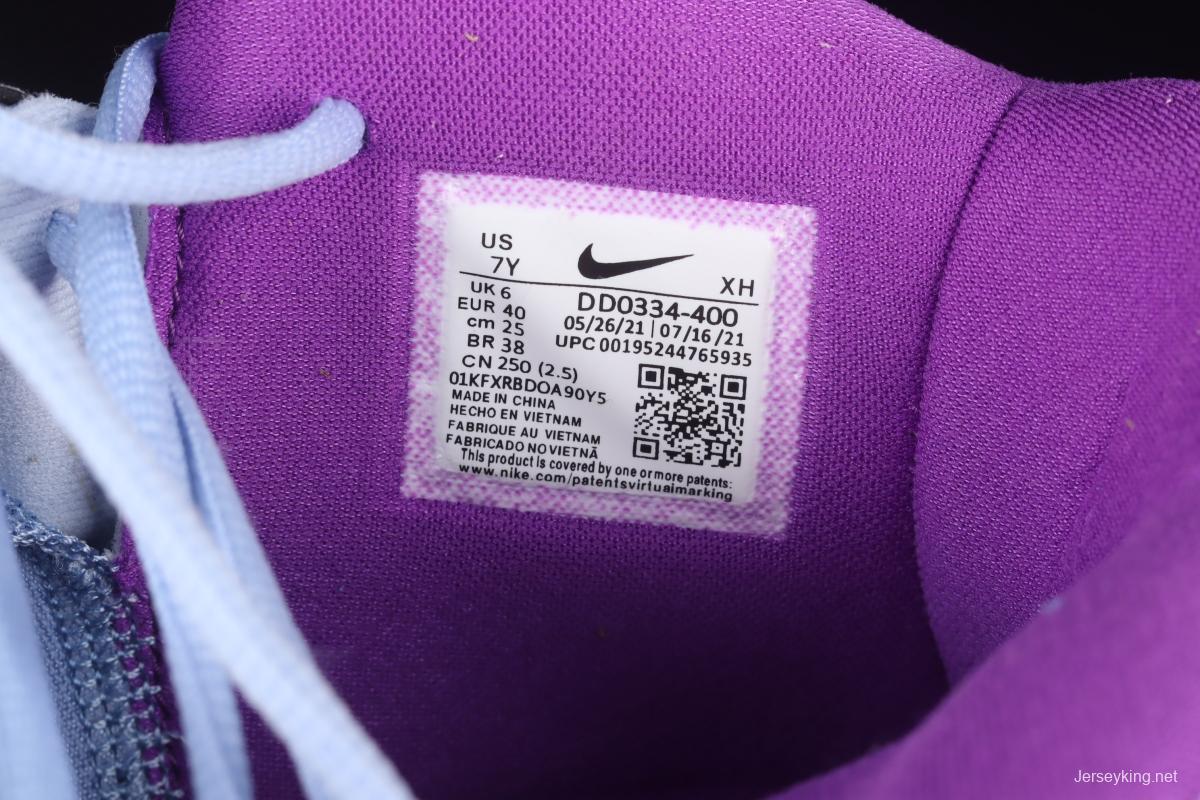 US
7Y
XH
UK 6
EUR 40
cm 25
BR 38
CN 250 (2.5)
DD0334-400
05/26/21 | 07/16/21
UPC 00195244765935
01KFXRBDOA90Y5
MADE IN CHINA
HECHO EN VIETNAM
FABRIQUE AU VIETNAM
FABRICADO NO VIETNÃ
This product is covered by one or more patents:
www.nike.com/patentsvirtualmarking
Jerseyking.net